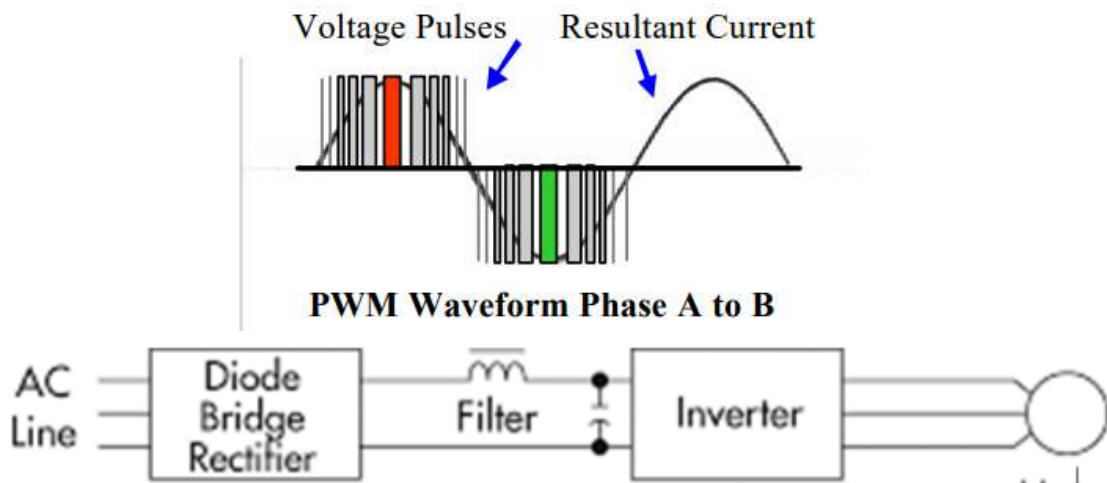 Voltage Pulses Resultant Current
PWM Waveform Phase A to B
AC
Line
Diode
Bridge
Rectifier
Filter
Inverter